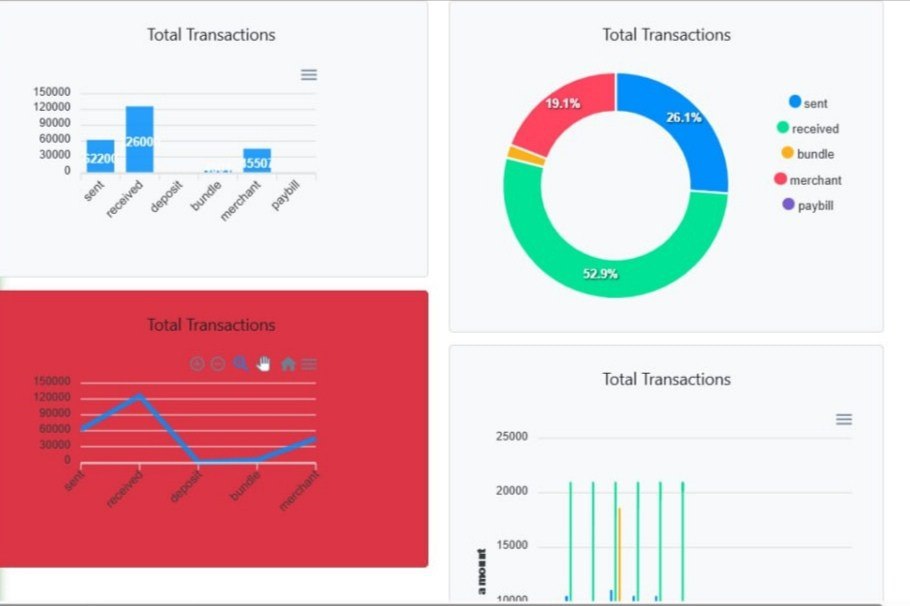 Total Transactions
150000
120000
90000
60000
30000
0
62200
2600
45507
sent
received
deposit
bundle
merchant
paybill
Total Transactions
19.1%
26.1%
52.9%
sent
received
bundle
merchant
paybill
Total Transactions
150000
120000
90000
60000
30000
0
sent
received
deposit
bundle
merchant
Total Transactions
25000
20000
15000
10000
amount